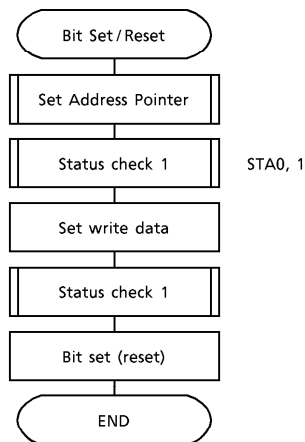 Bit Set / Reset
Set Address Pointer
Status check 1 STA0, 1
Set write data
Status check 1
Bit set (reset)
END